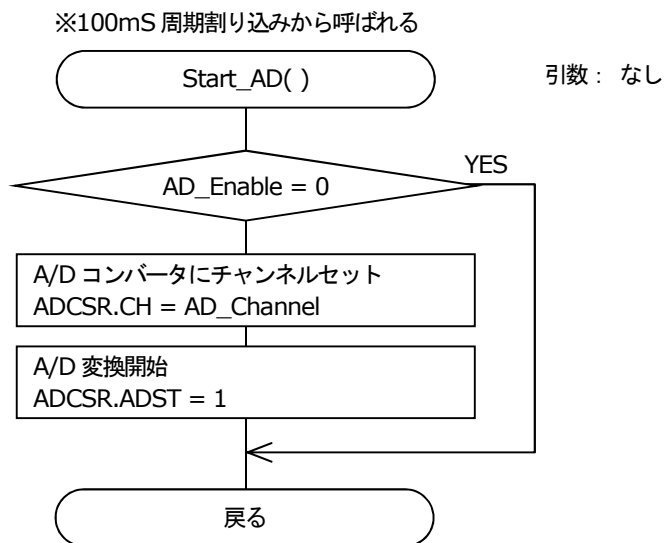 ※100mS 周期割り込みから呼ばれる
Start_AD( )
引数： なし
YES
AD_Enable = 0
A/D コンバータにチャンネルセット
ADCSR.CH = AD_Channel
A/D 変換開始
ADCSR.ADST = 1
戻る